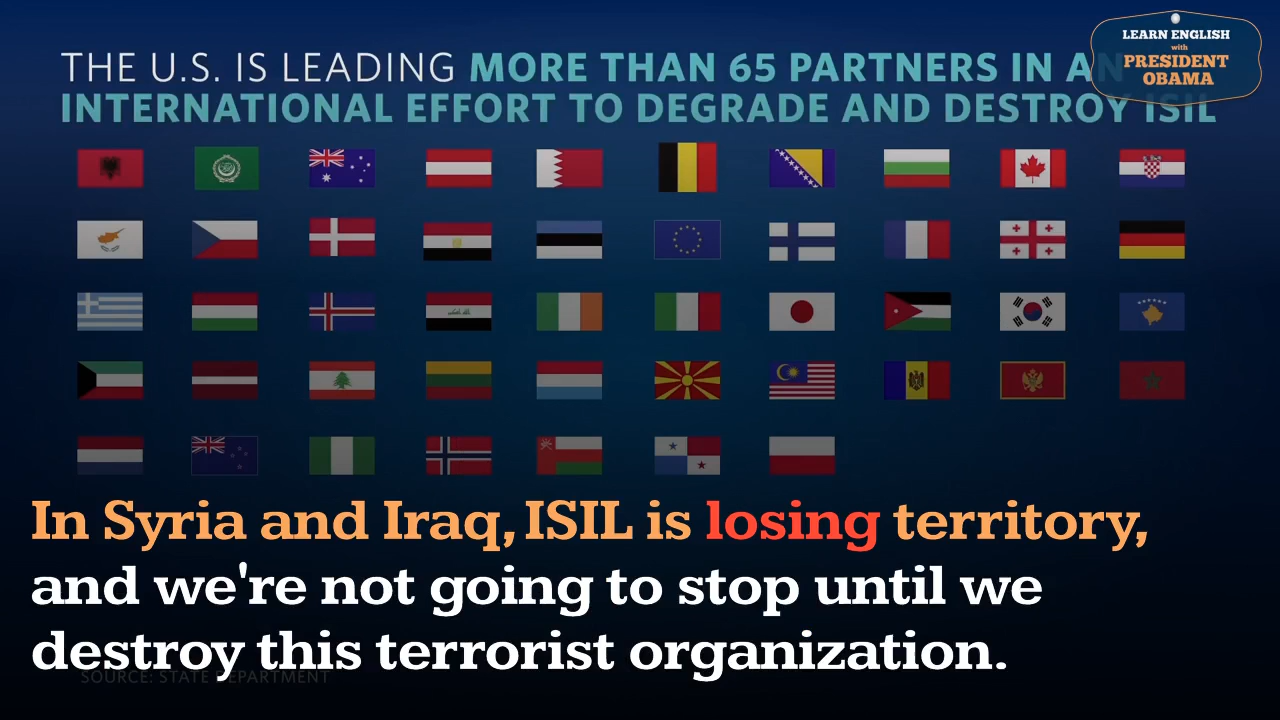 LEARN ENGLISH
with
PRESIDENT
OBAMA
THE U.S. IS LEADING MORE THAN 65 PARTNERS IN AN
INTERNATIONAL EFFORT TO DEGRADE AND DESTROY ISIL
In Syria and Iraq, ISIL is losing territory,
and we're not going to stop until we
destroy this terrorist organization.
SOURCE: STATE DEPARTMENT